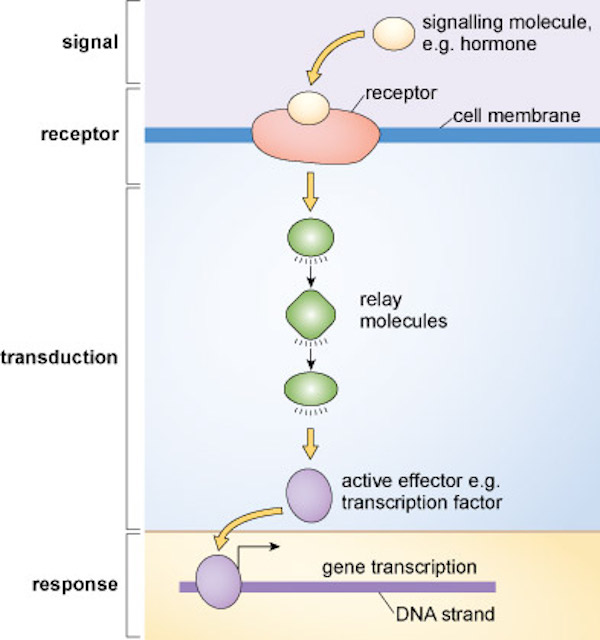 signal
signalling molecule,
e.g. hormone
receptor
receptor
cell membrane
transduction
relay
molecules
active effector e.g.
transcription factor
response
gene transcription
DNA strand